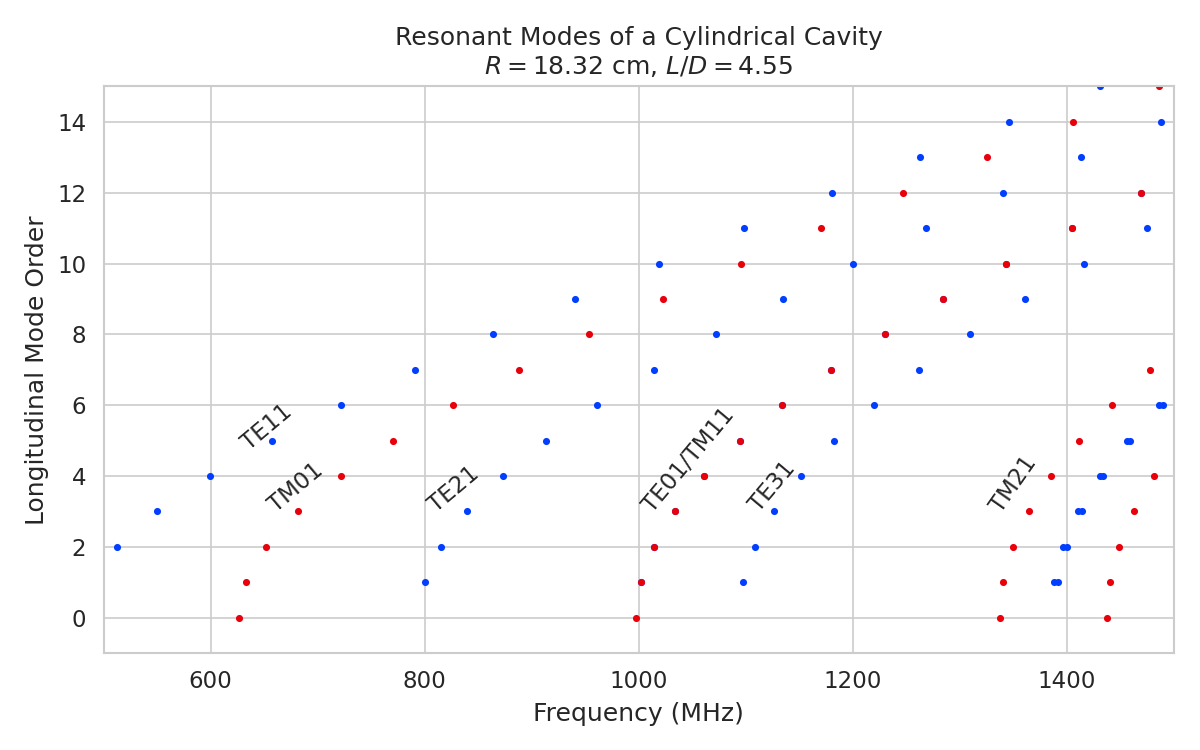 Resonant Modes of a Cylindrical Cavity
R = 18.32 cm, L/D = 4.55
Longitudinal Mode Order
14
12
10
8
6
4
2
0
TE11
TM01
TE21
TE01/TM11
TE31
TM21
600
800
1000
1200
1400
Frequency (MHz)